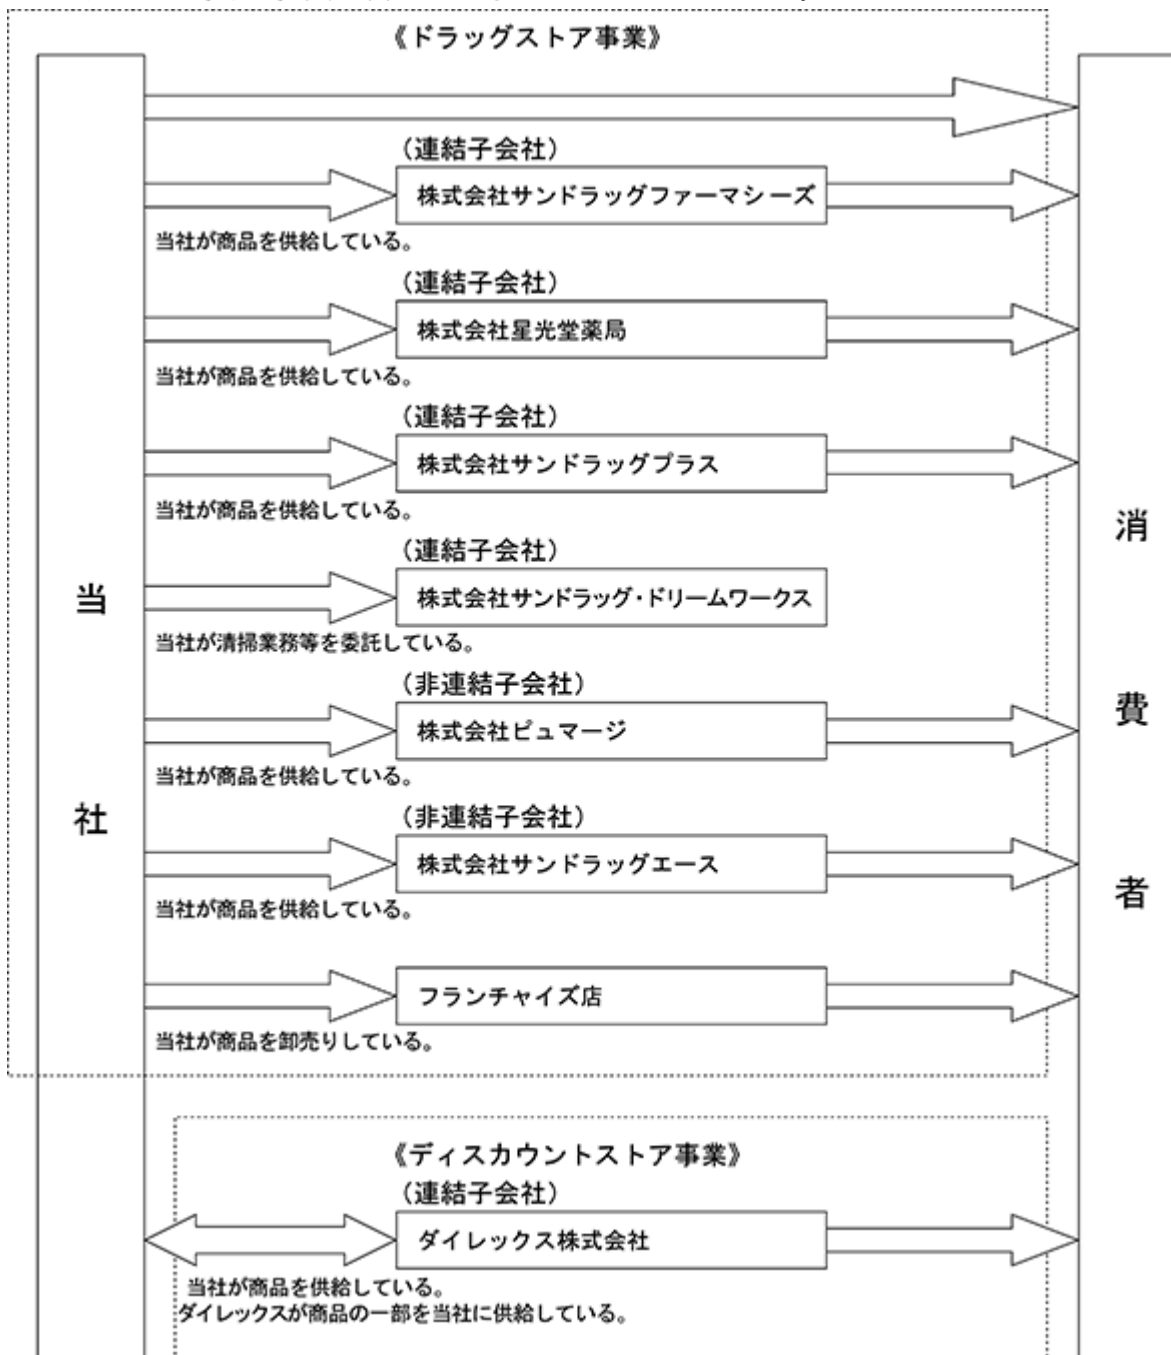 《ドラッグストア事業》
(連結子会社)
株式会社サンドラッグファーマシーズ
当社が商品を供給している。
(連結子会社)
株式会社星光堂薬局
当社が商品を供給している。
(連結子会社)
株式会社サンドラッグプラス
当社が商品を供給している。
(連結子会社)
株式会社サンドラッグ・ドリームワークス
当社が清掃業務等を委託している。
(非連結子会社)
株式会社ピュマージ
当社が商品を供給している。
(非連結子会社)
株式会社サンドラッグエース
当社が商品を供給している。
フランチャイズ店
当社が商品を卸売りしている。
《ディスカウントストア事業》
(連結子会社)
ダイレックス株式会社
当社が商品を供給している。
ダイレックスが商品の一部を当社に供給している。
当社
消費者